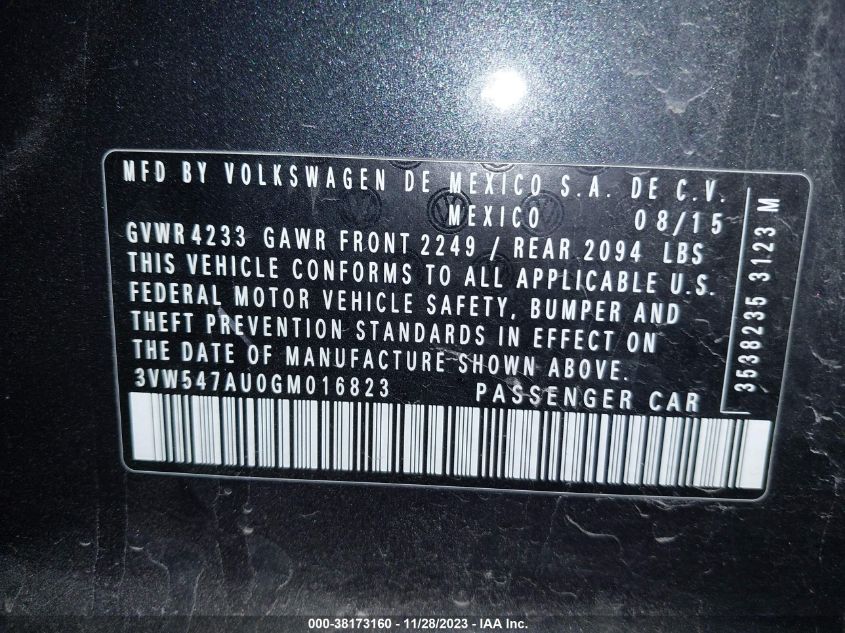 MFD BY VOLKSWAGEN DE MEXICO S.A. DE C.V.
MEXICO 08/15
GVWR 4233 GAWR FRONT 2249 / REAR 2094 LBS
THIS VEHICLE CONFORMS TO ALL APPLICABLE U.S.
FEDERAL MOTOR VEHICLE SAFETY, BUMPER AND
THEFT PREVENTION STANDARDS IN EFFECT ON
THE DATE OF MANUFACTURE SHOWN ABOVE.
3VW547AU0GM016823 PASSENGER CAR
3538235 3123 M
000-38173160 - 11/28/2023 - IAA Inc.